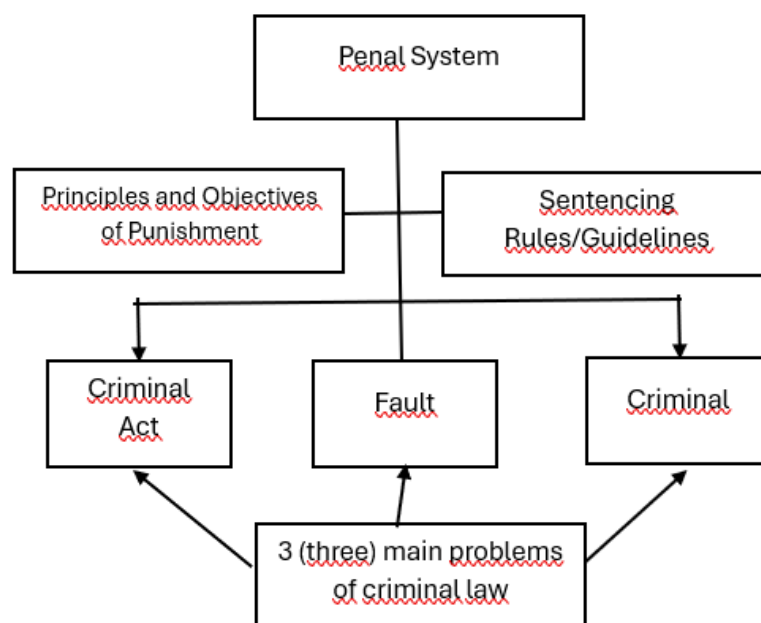 Penal System
Principles and Objectives
of Punishment
Sentencing
Rules/Guidelines
Criminal
Act
Fault
Criminal
3 (three) main problems
of criminal law